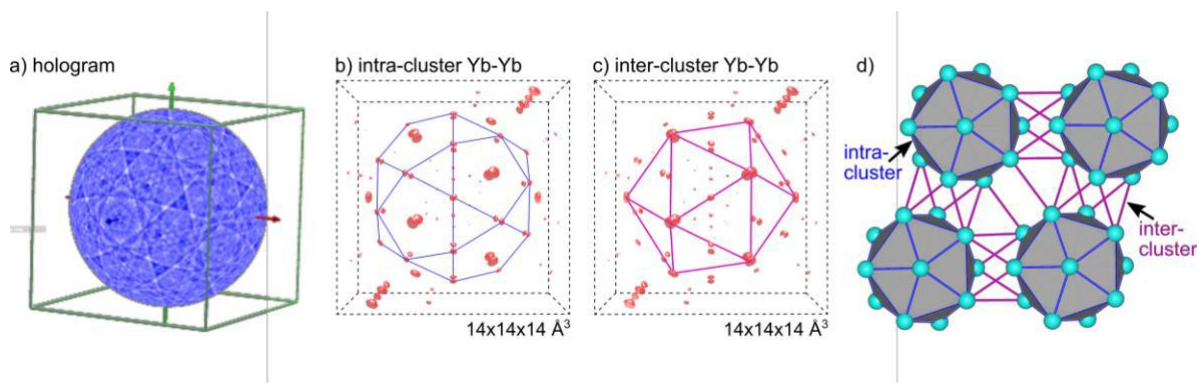 a) hologram
b) intra-cluster Yb-Yb
c) inter-cluster Yb-Yb
d)
intra-
cluster
inter-
cluster
14x14x14 Å³
14x14x14 Å³